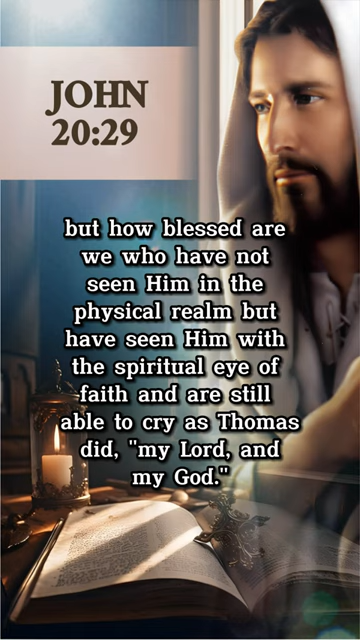 JOHN
20:29
but how blessed are
we who have not
seen Him in the
physical realm but
have seen Him with
the spiritual eye of
faith and are still
able to cry as Thomas
did, "my Lord, and
my God."